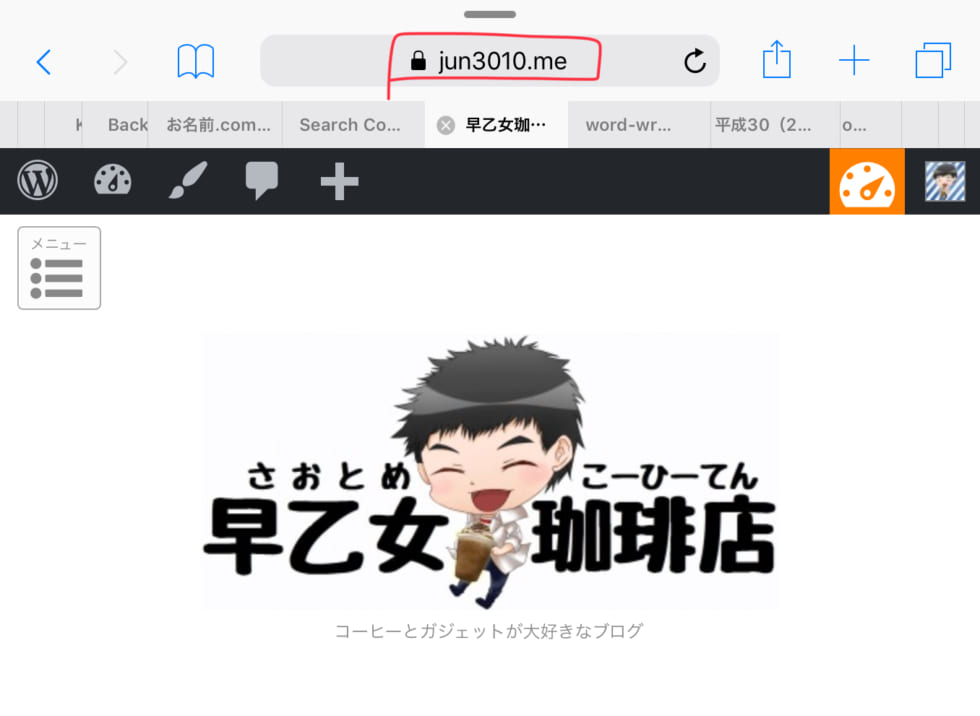 jun3010.me
K
Back
お名前.com...
Search Co...
早乙女珈…
word-wr...
平成30（2...
o...
メニュー
さおとめ こーひーてん
早乙女 珈琲店
コーヒーとガジェットが大好きなブログ